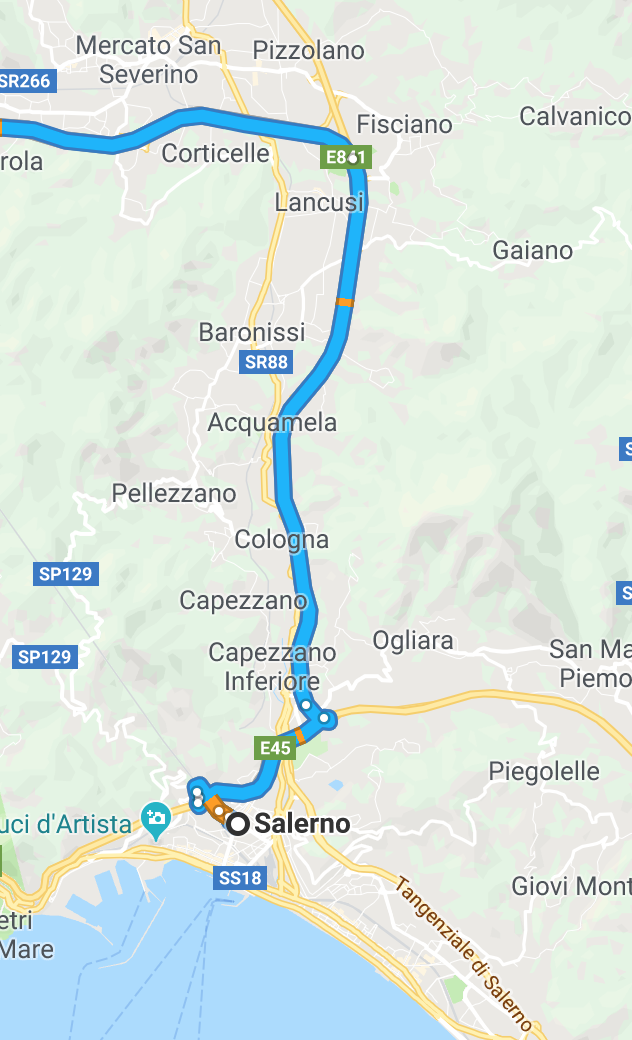 Mercato San
Severino
Pizzolano
SR266
Calvanico
Fisciano
Corticelle
E841
rola
Lancusi
Gaiano
Baronissi
SR88
Acquamela
S
Pellezzano
Cologna
SP129
S
Capezzano
Ogliara
San Ma
Piemo
SP129
Capezzano
Inferiore
E45
Piegolelle
uci d'Artista
Salerno
SS18
Giovi Mont
Tangenziale di Salerno
etri
Mare